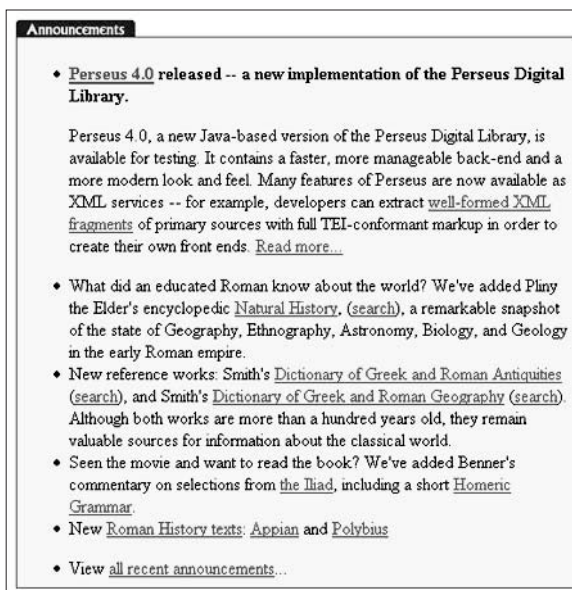 Announcements
• Perseus 4.0 released -- a new implementation of the Perseus Digital
Library.
Perseus 4.0, a new Java-based version of the Perseus Digital Library, is
available for testing. It contains a faster, more manageable back-end and a
more modern look and feel. Many features of Perseus are now available as
XML services -- for example, developers can extract well-formed XML
fragments of primary sources with full TEI-conformant markup in order to
create their own front ends. Read more...
• What did an educated Roman know about the world? We've added Pliny
the Elder's encyclopedic Natural History, (search), a remarkable snapshot
of the state of Geography, Ethnography, Astronomy, Biology, and Geology
in the early Roman empire.
• New reference works: Smith's Dictionary of Greek and Roman Antiquities
(search), and Smith's Dictionary of Greek and Roman Geography (search).
Although both works are more than a hundred years old, they remain
valuable sources for information about the classical world.
• Seen the movie and want to read the book? We've added Benner's
commentary on selections from the Iliad, including a short Homeric
Grammar.
• New Roman History texts: Appian and Polybius
• View all recent announcements...